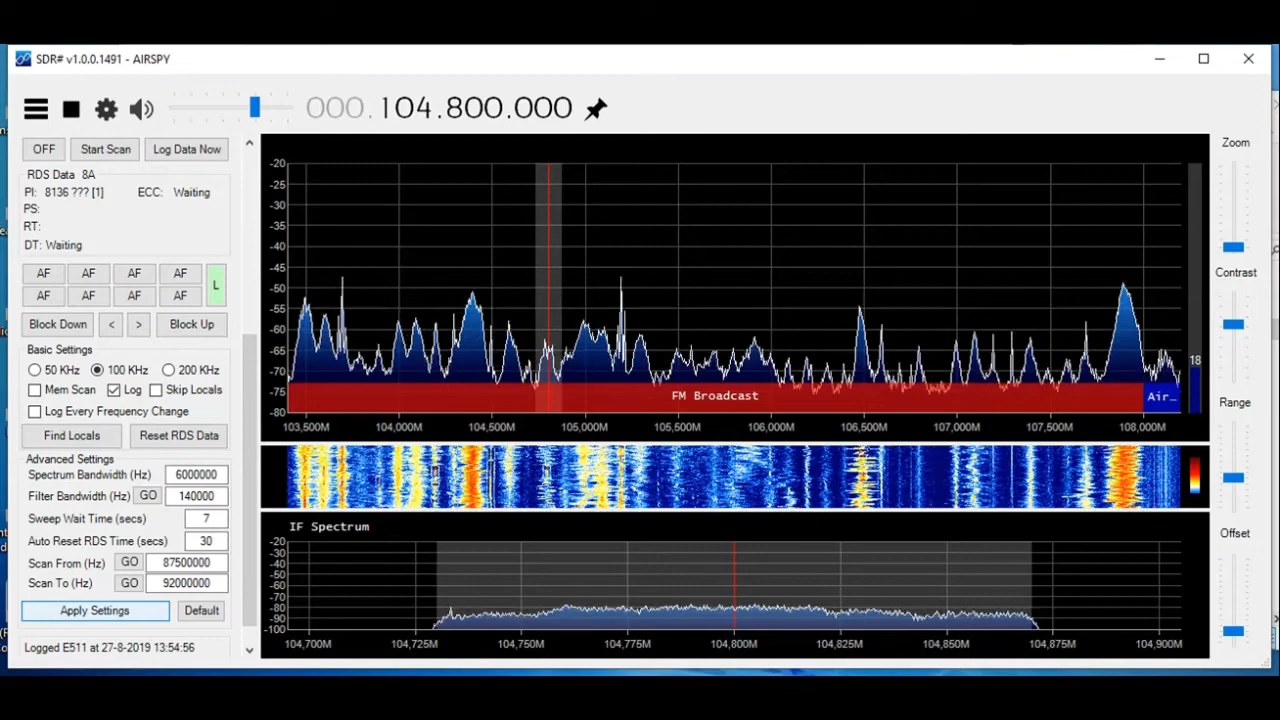 SDR# v1.0.0.1491 - AIRSPY
000.104.800.000
OFF Start Scan Log Data Now
RDS Data 8A
PI: 8136 ??? [1] ECC: Waiting
PS:
RT:
DT: Waiting
AF AF AF AF L
AF AF AF AF
Block Down < > Block Up
Basic Settings
50 KHz 100 KHz 200 KHz
Mem Scan Log Skip Locals
Log Every Frequency Change
Find Locals Reset RDS Data
Advanced Settings
Spectrum Bandwidth (Hz) 6000000
Filter Bandwidth (Hz) GO 140000
Sweep Wait Time (secs) 7
Auto Reset RDS Time (secs) 30
Scan From (Hz) GO 87500000
Scan To (Hz) GO 92000000
Apply Settings Default
Logged E511 at 27-8-2019 13:54:56
-20
-25
-30
-35
-40
-45
-50
-55
-60
-65
-70
-75
-80
18
FM Broadcast Air...
103,500M 104,000M 104,500M 105,000M 105,500M 106,000M 106,500M 107,000M 107,500M 108,000M
IF Spectrum
-20
-30
-40
-50
-60
-70
-80
-90
-100
104,700M 104,725M 104,750M 104,775M 104,800M 104,825M 104,850M 104,875M 104,900M
Zoom
Contrast
Range
Offset